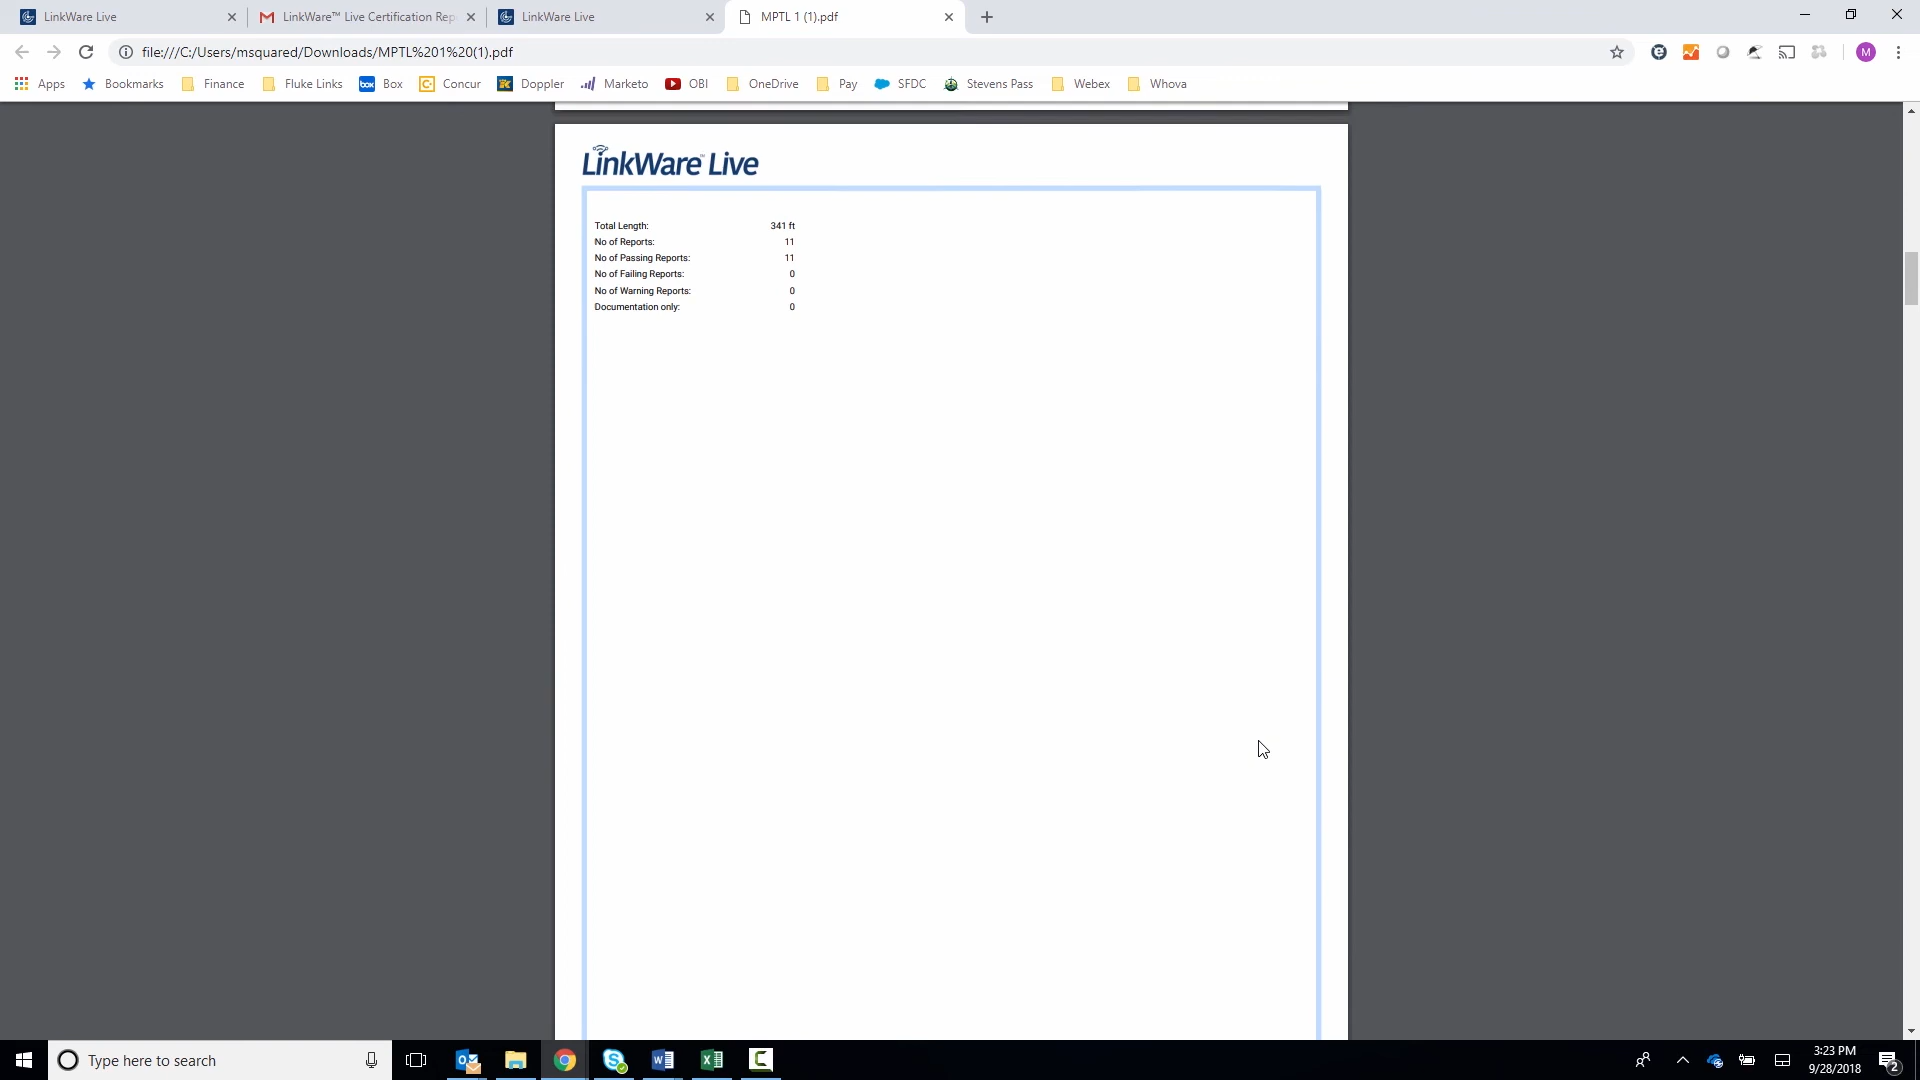 LinkWare Live
LinkWare™ Live Certification Rep
LinkWare Live
MPTL 1 (1).pdf
file:///C:/Users/msquared/Downloads/MPTL%201%20(1).pdf
M
Apps
Bookmarks
Finance
Fluke Links
Box
Concur
Doppler
Marketo
OBI
OneDrive
Pay
SFDC
Stevens Pass
Webex
Whova
LinkWare™ Live
Total Length: 341 ft
No of Reports: 11
No of Passing Reports: 11
No of Failing Reports: 0
No of Warning Reports: 0
Documentation only: 0
Type here to search
3:23 PM
9/28/2018
2